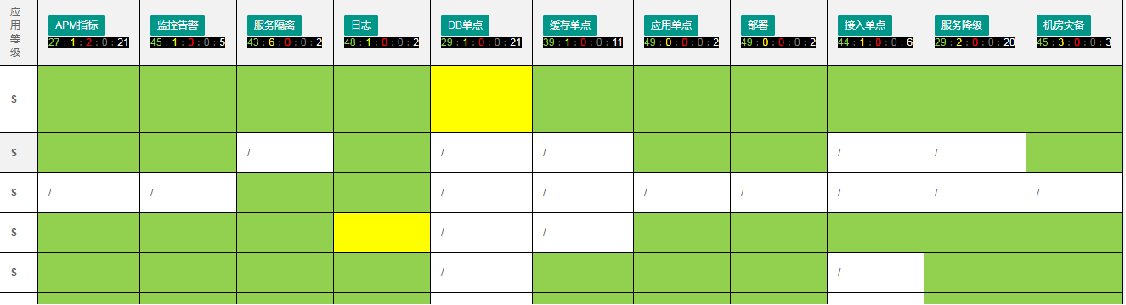 应用等级
APM指标 监控告警 服务隔离 日志 DB单点 缓存单点 应用单点 部署 接入单点 服务降级 机房灾备
27 : 1 : 2 : 0 : 21 45 : 1 : 0 : 0 : 5 43 : 6 : 0 : 0 : 2 48 : 1 : 0 : 0 : 2 29 : 1 : 0 : 0 : 21 39 : 1 : 0 : 0 : 11 49 : 0 : 0 : 0 : 2 49 : 0 : 0 : 0 : 2 44 : 1 : 0 : 0 : 6 29 : 2 : 0 : 0 : 20 45 : 3 : 0 : 0 : 3
S
S / / / / /
S / / / / / / / / /
S / /
S / /